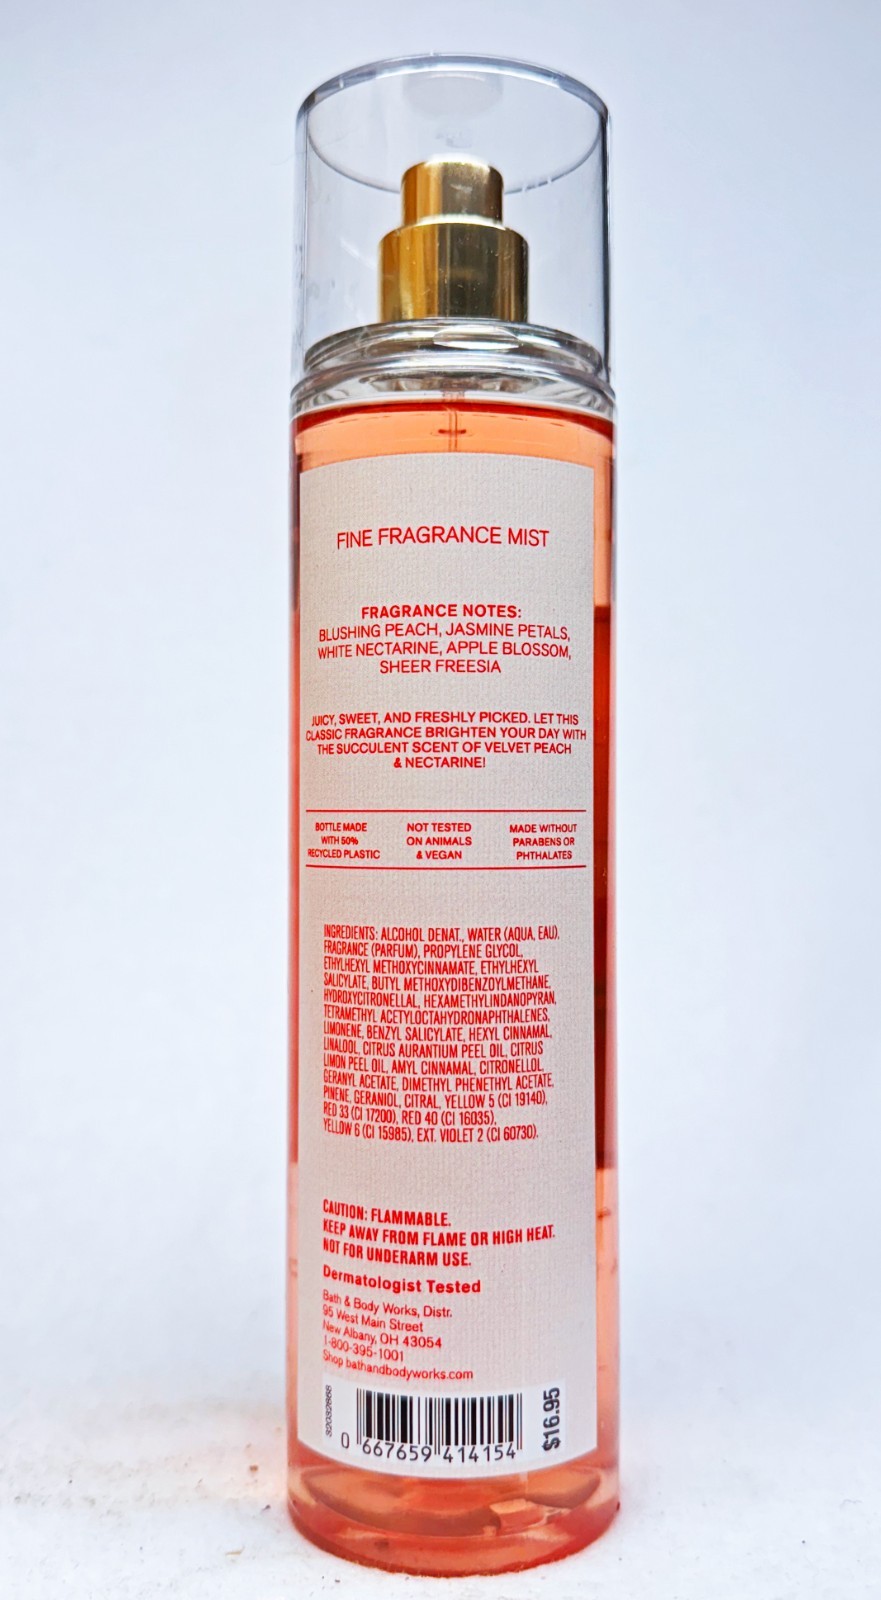 FINE FRAGRANCE MIST
FRAGRANCE NOTES:
BLUSHING PEACH, JASMINE PETALS,
WHITE NECTARINE, APPLE BLOSSOM,
SHEER FREESIA
JUICY, SWEET, AND FRESHLY PICKED. LET THIS
CLASSIC FRAGRANCE BRIGHTEN YOUR DAY WITH
THE SUCCULENT SCENT OF VELVET PEACH
& NECTARINE!
BOTTLE MADE
WITH 50%
RECYCLED PLASTIC
NOT TESTED
ON ANIMALS
& VEGAN
MADE WITHOUT
PARABENS OR
PHTHALATES
INGREDIENTS: ALCOHOL DENAT., WATER (AQUA, EAU),
FRAGRANCE (PARFUM), PROPYLENE GLYCOL,
ETHYLHEXYL METHOXYCINNAMATE, ETHYLHEXYL
SALICYLATE, BUTYL METHOXYDIBENZOYLMETHANE,
HYDROXYCITRONELLAL, HEXAMETHYLINDANOPYRAN,
TETRAMETHYL ACETYLOCTAHYDRONAPHTHALENES,
LIMONENE, BENZYL SALICYLATE, HEXYL CINNAMAL,
LINALOOL, CITRUS AURANTIUM PEEL OIL, CITRUS
LIMON PEEL OIL, AMYL CINNAMAL, CITRONELLOL,
GERANYL ACETATE, DIMETHYL PHENETHYL ACETATE,
PINENE, GERANIOL, CITRAL, YELLOW 5 (CI 19140),
RED 33 (CI 17200), RED 40 (CI 16035),
YELLOW 6 (CI 15985), EXT. VIOLET 2 (CI 60730).
CAUTION: FLAMMABLE.
KEEP AWAY FROM FLAME OR HIGH HEAT.
NOT FOR UNDERARM USE.
Dermatologist Tested
Bath & Body Works, Distr.
95 West Main Street
New Albany, OH 43054
1-800-395-1001
Shop bathandbodyworks.com
0 667659 414154
$16.95